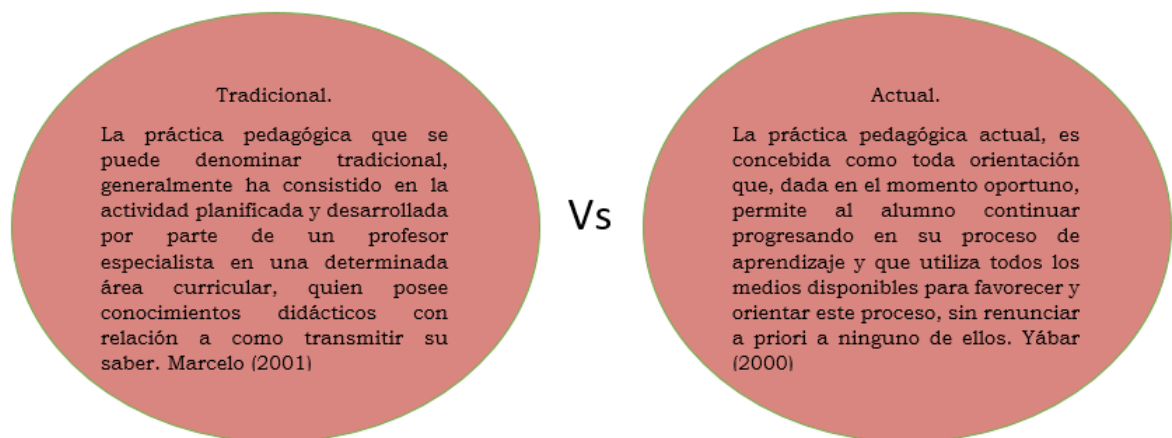 Tradicional.
La práctica pedagógica que se
puede denominar tradicional,
generalmente ha consistido en la
actividad planificada y desarrollada
por parte de un profesor
especialista en una determinada
área curricular, quien posee
conocimientos didácticos con
relación a como transmitir su
saber. Marcelo (2001)
Vs
Actual.
La práctica pedagógica actual, es
concebida como toda orientación
que, dada en el momento oportuno,
permite al alumno continuar
progresando en su proceso de
aprendizaje y que utiliza todos los
medios disponibles para favorecer y
orientar este proceso, sin renunciar
a priori a ninguno de ellos. Yábar
(2000)